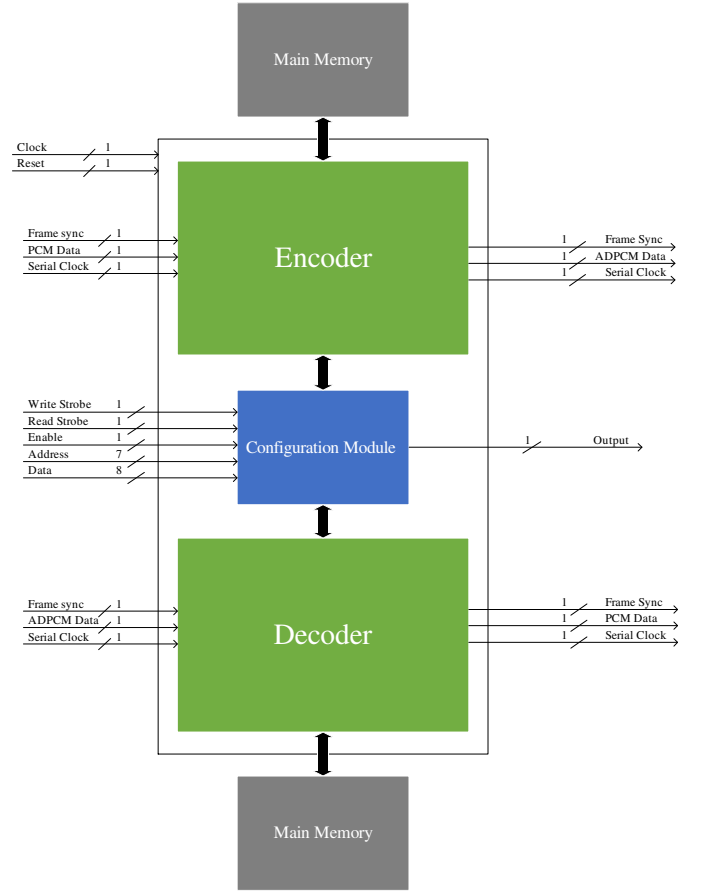 Main Memory
Clock 1
Reset 1
Encoder
Frame sync 1
PCM Data 1
Serial Clock 1
1 Frame Sync
1 ADPCM Data
1 Serial Clock
Write Strobe 1
Read Strobe 1
Enable 1
Address 7
Data 8
Configuration Module
1 Output
Frame sync 1
ADPCM Data 1
Serial Clock 1
Decoder
1 Frame Sync
1 PCM Data
1 Serial Clock
Main Memory